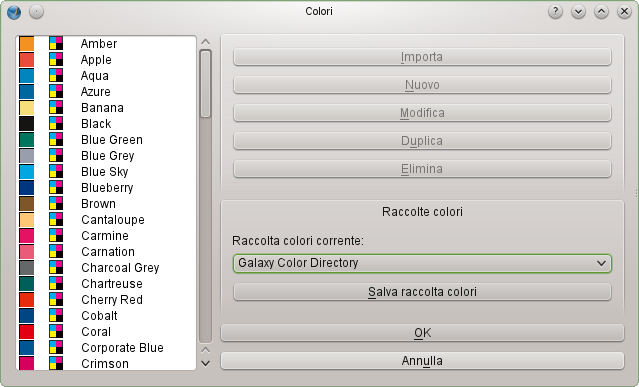 Colori
Amber
Apple
Aqua
Azure
Banana
Black
Blue Green
Blue Grey
Blue Sky
Blueberry
Brown
Cantaloupe
Carmine
Carnation
Charcoal Grey
Chartreuse
Cherry Red
Cobalt
Coral
Corporate Blue
Crimson
Importa
Nuovo
Modifica
Duplica
Elimina
Raccolte colori
Raccolta colori corrente:
Galaxy Color Directory
Salva raccolta colori
OK
Annulla